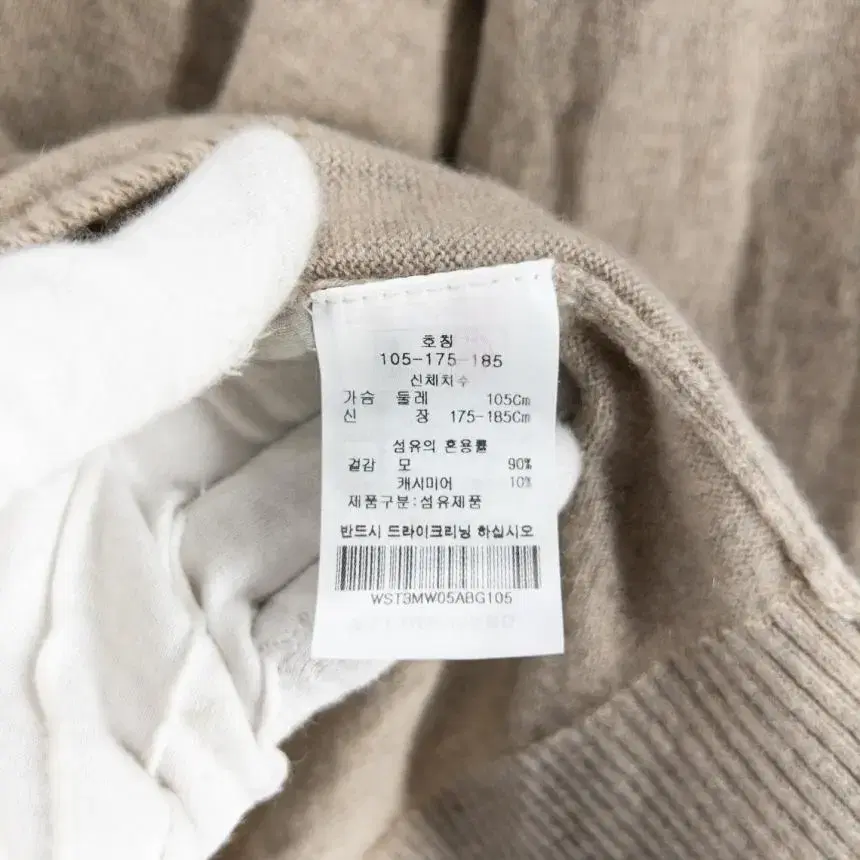 호칭
105-175-185
신체치수
가슴 둘레 105Cm
신 장 175-185Cm
섬유의 혼용률
겉감 모 90%
캐시미어 10%
제품구분:섬유제품
반드시 드라이크리닝 하십시오
WST3MW05ABG105